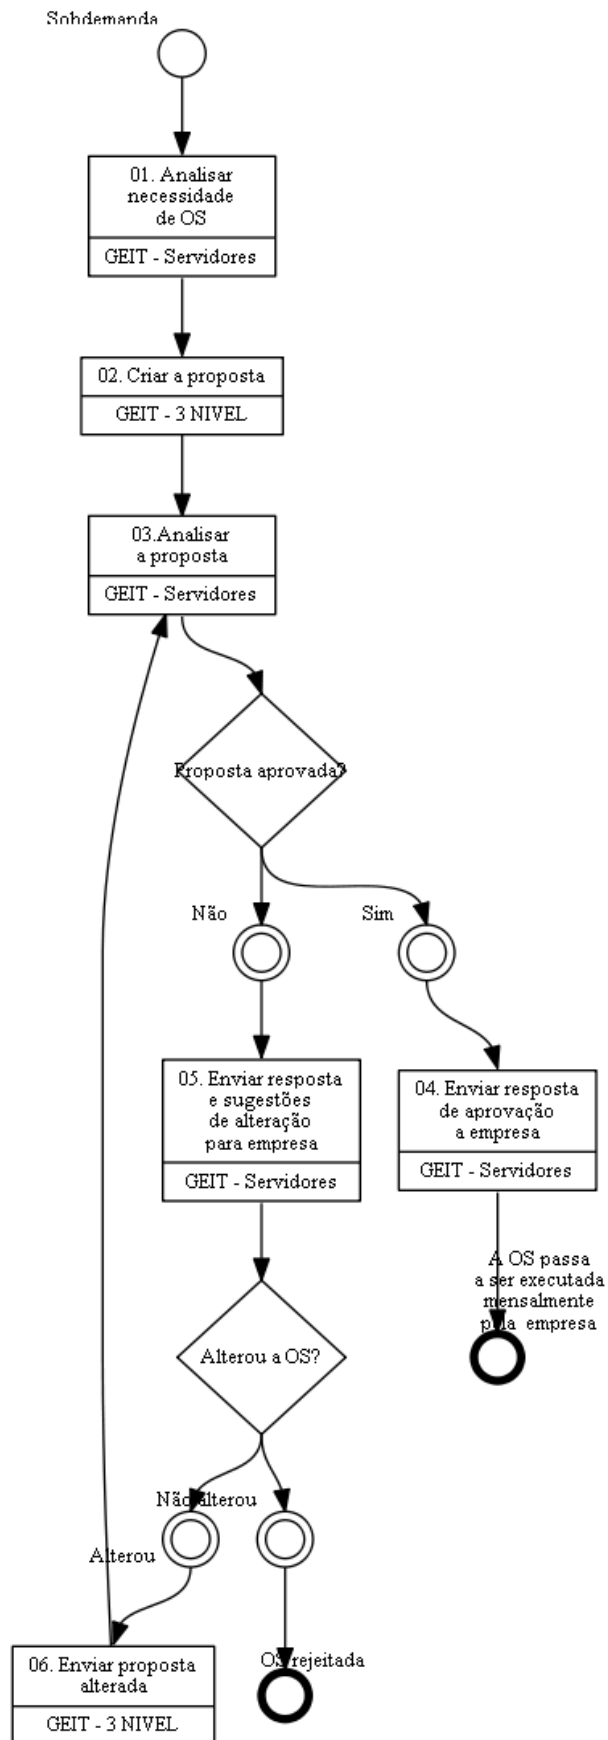 Sobdemanda
01. Analisar
necessidade
de OS
GEIT - Servidores
02. Criar a proposta
GEIT - 3 NIVEL
03.Analisar
a proposta
GEIT - Servidores
Proposta aprovada?
Não
Sim
05. Enviar resposta
e sugestões
de alteração
para empresa
GEIT - Servidores
04. Enviar resposta
de aprovação
a empresa
GEIT - Servidores
A OS passa
a ser executada
mensalmente
pela empresa
Alterou a OS?
Não alterou
Alterou
06. Enviar proposta
alterada
GEIT - 3 NIVEL
OS rejeitada